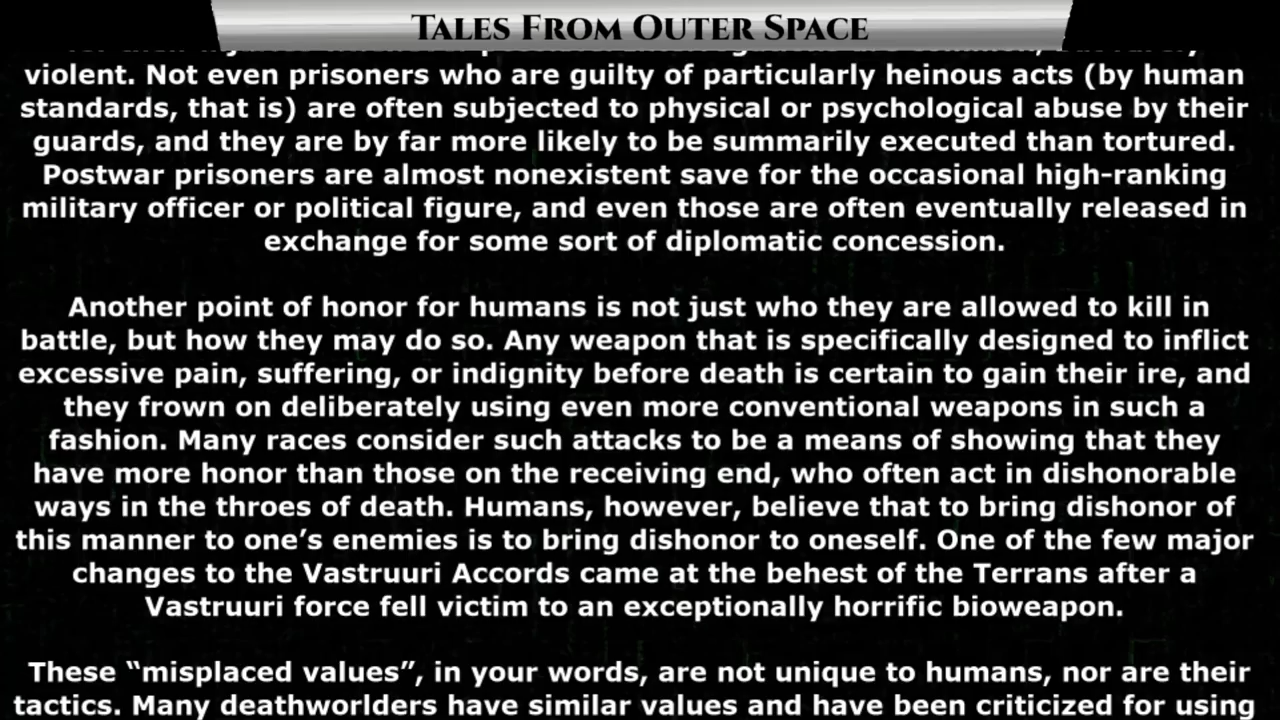 Tales From Outer Space
violent. Not even prisoners who are guilty of particularly heinous acts (by human
standards, that is) are often subjected to physical or psychological abuse by their
guards, and they are by far more likely to be summarily executed than tortured.
Postwar prisoners are almost nonexistent save for the occasional high-ranking
military officer or political figure, and even those are often eventually released in
exchange for some sort of diplomatic concession.
Another point of honor for humans is not just who they are allowed to kill in
battle, but how they may do so. Any weapon that is specifically designed to inflict
excessive pain, suffering, or indignity before death is certain to gain their ire, and
they frown on deliberately using even more conventional weapons in such a
fashion. Many races consider such attacks to be a means of showing that they
have more honor than those on the receiving end, who often act in dishonorable
ways in the throes of death. Humans, however, believe that to bring dishonor of
this manner to one’s enemies is to bring dishonor to oneself. One of the few major
changes to the Vastruuri Accords came at the behest of the Terrans after a
Vastruuri force fell victim to an exceptionally horrific bioweapon.
These “misplaced values”, in your words, are not unique to humans, nor are their
tactics. Many deathworlders have similar values and have been criticized for using